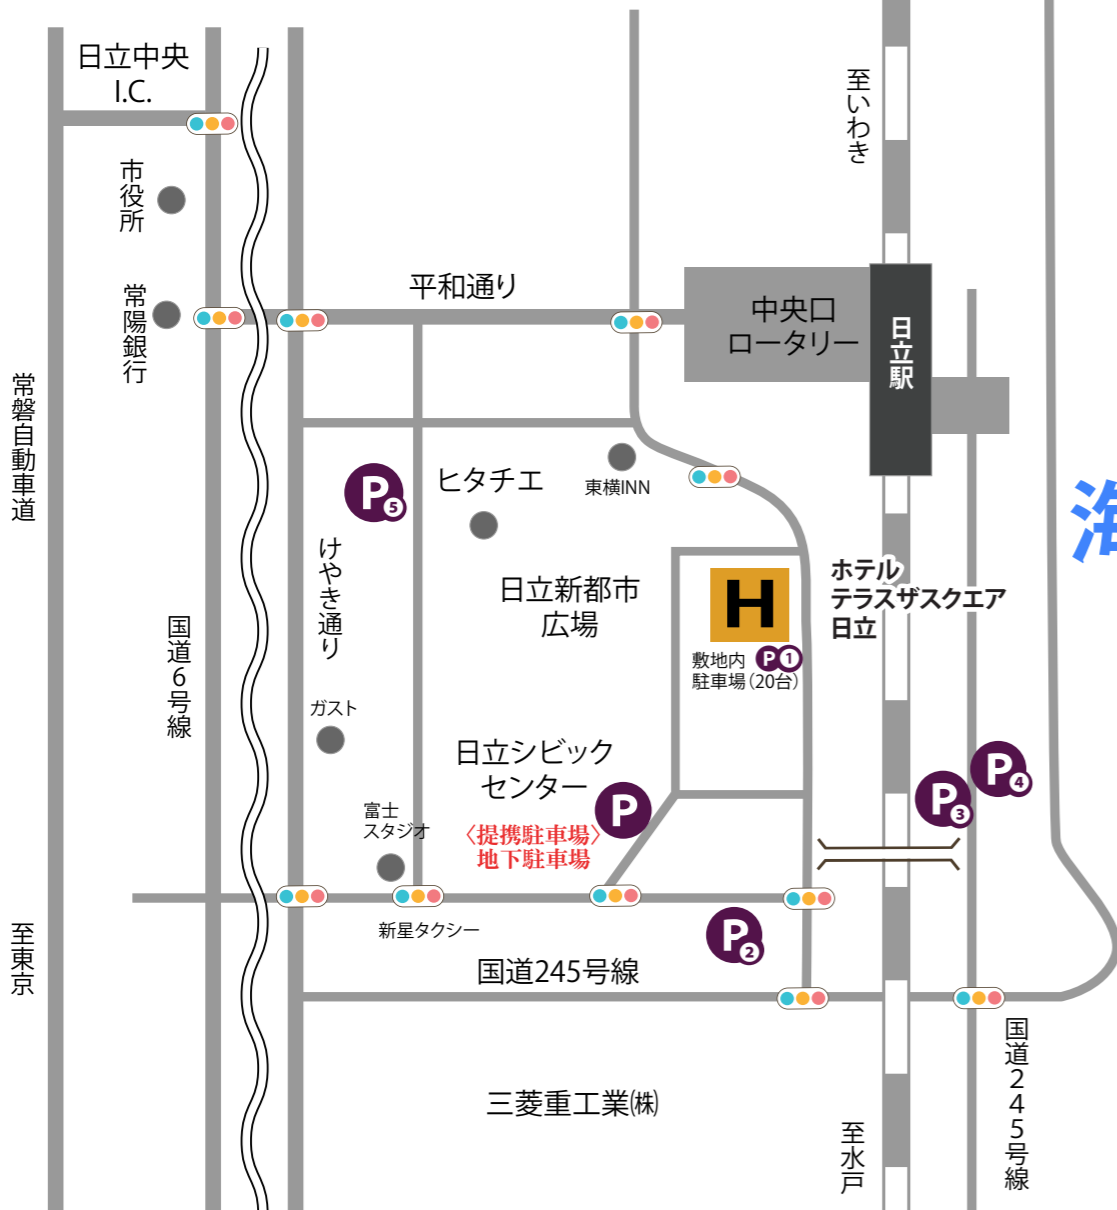 日立中央
I.C.
至いわき
市役所
平和通り
常陽銀行
中央口
ロータリー
日立駅
常磐自動車道
ヒタチエ
東横INN
P5
海
けやき通り
日立新都市
広場
H
ホテル
テラスザスクエア
日立
国道6号線
敷地内 P1
駐車場(20台)
ガスト
日立シビック
センター
P
P3
P4
富士
スタジオ
〈提携駐車場〉
地下駐車場
新星タクシー
P2
至東京
国道245号線
国道245号線
三菱重工業㈱
至水戸